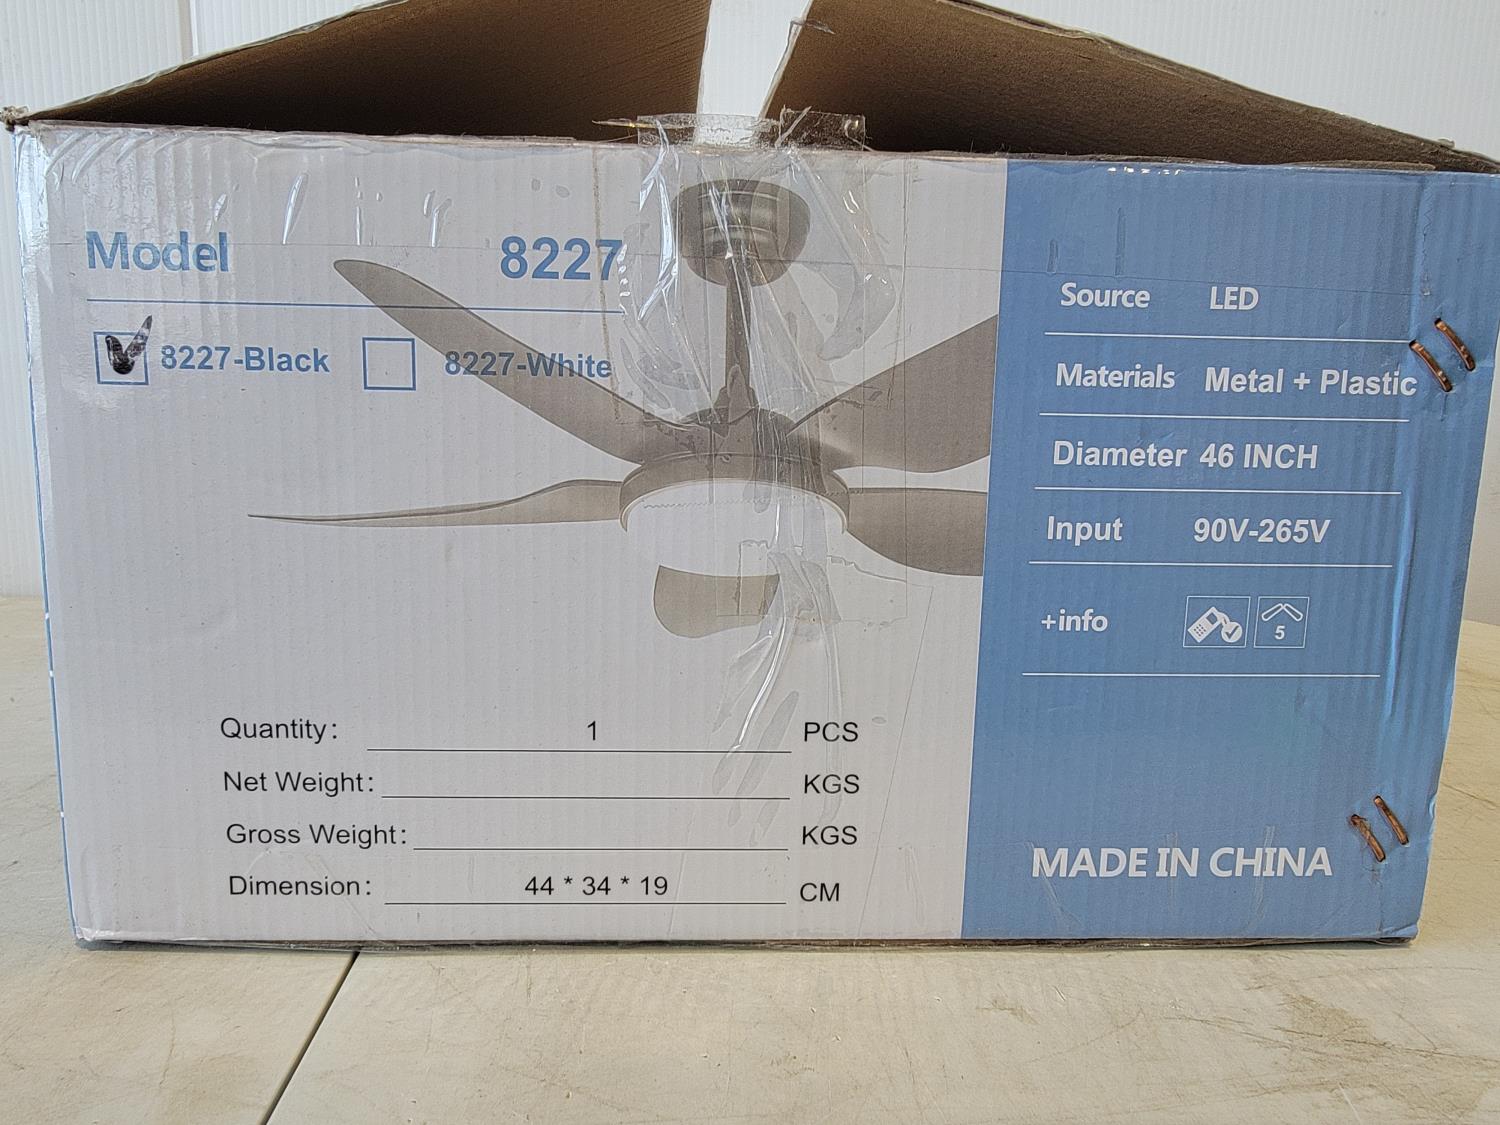 Model 8227
8227-Black 8227-White
Source LED
Materials Metal + Plastic
Diameter 46 INCH
Input 90V-265V
+info 5
Quantity: 1 PCS
Net Weight: KGS
Gross Weight: KGS
Dimension: 44 * 34 * 19 CM
MADE IN CHINA